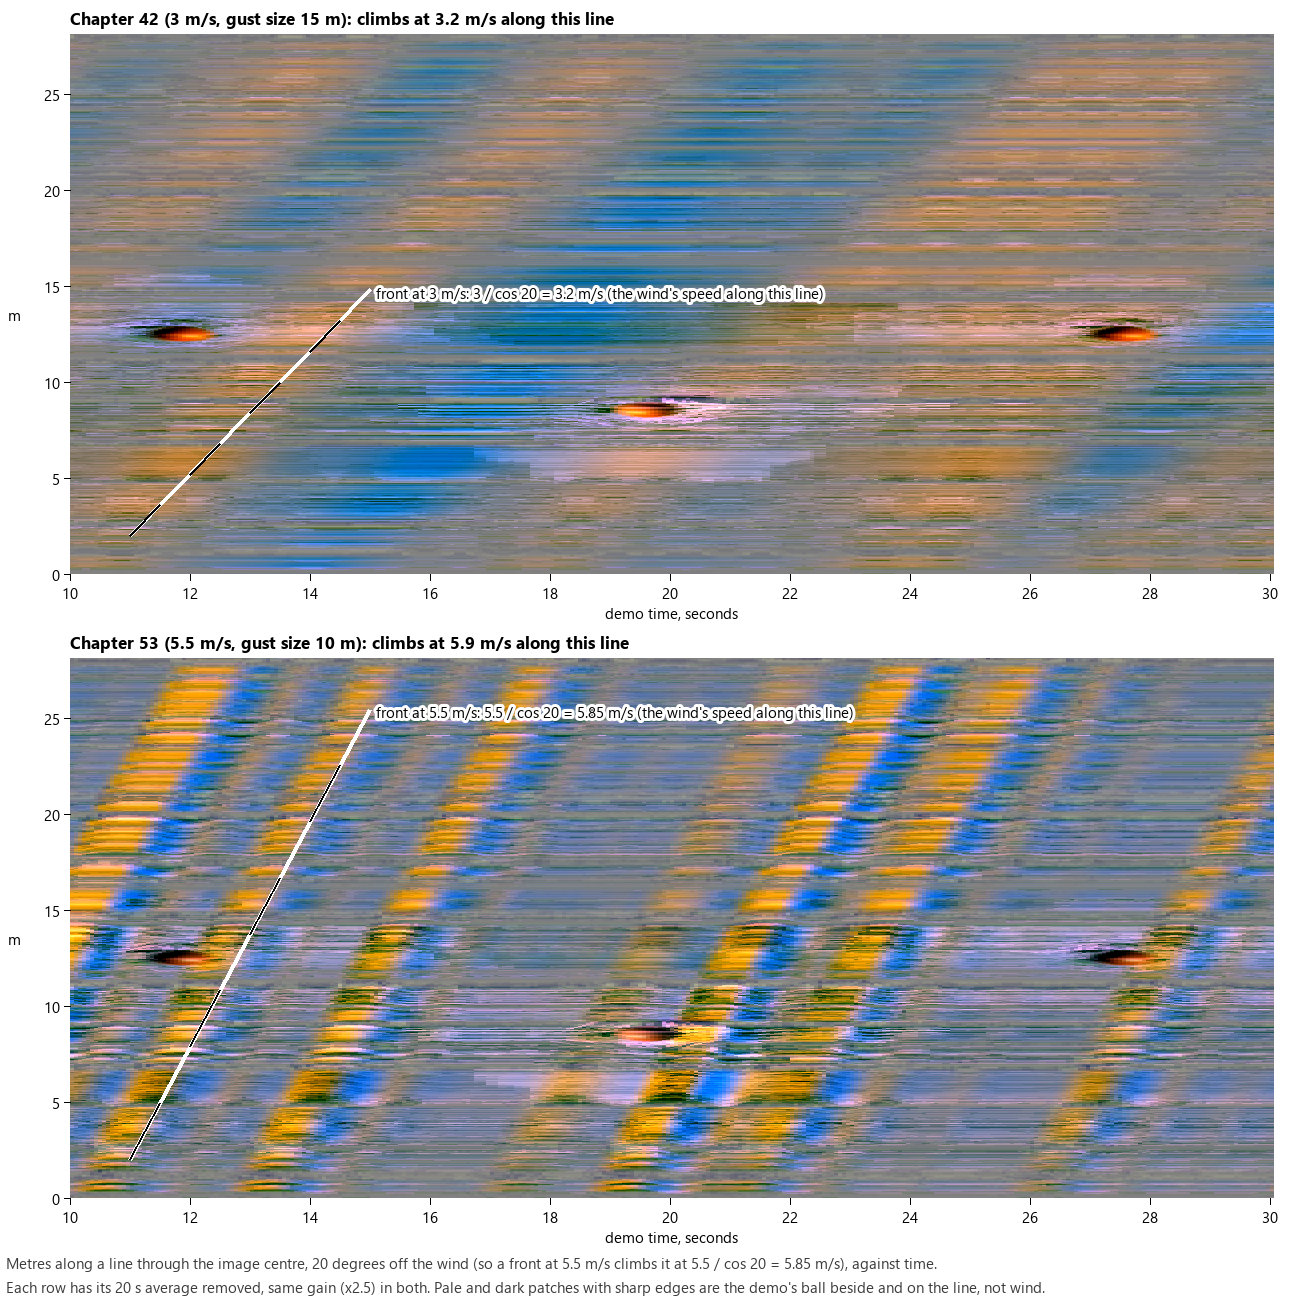 Chapter 42 (3 m/s, gust size 15 m): climbs at 3.2 m/s along this line
25
20
15
front at 3 m/s: 3 / cos 20 = 3.2 m/s (the wind's speed along this line)
m
10
5
0
10 12 14 16 18 20 22 24 26 28 30
demo time, seconds
Chapter 53 (5.5 m/s, gust size 10 m): climbs at 5.9 m/s along this line
25
front at 5.5 m/s: 5.5 / cos 20 = 5.85 m/s (the wind's speed along this line)
20
15
m
10
5
0
10 12 14 16 18 20 22 24 26 28 30
demo time, seconds
Metres along a line through the image centre, 20 degrees off the wind (so a front at 5.5 m/s climbs it at 5.5 / cos 20 = 5.85 m/s), against time.
Each row has its 20 s average removed, same gain (x2.5) in both. Pale and dark patches with sharp edges are the demo's ball beside and on the line, not wind.